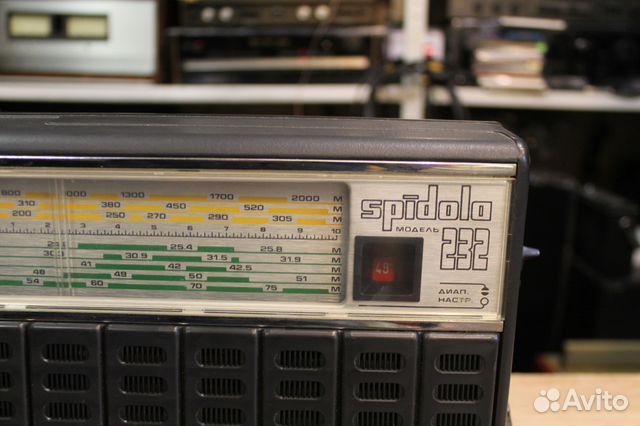 800 1000 1300 1700 2000 М
310 380 450 520 М
200 250 270 290 305 М
2 3 4 5 6 7 8 9 10
25.4 25.8 М
30.9 31.5 31.9 М
41 42 42.5 М
48 49 50 51 М
54 60 70 75 М
spīdola
МОДЕЛЬ 232
49
ДИАП.
НАСТР.
Avito